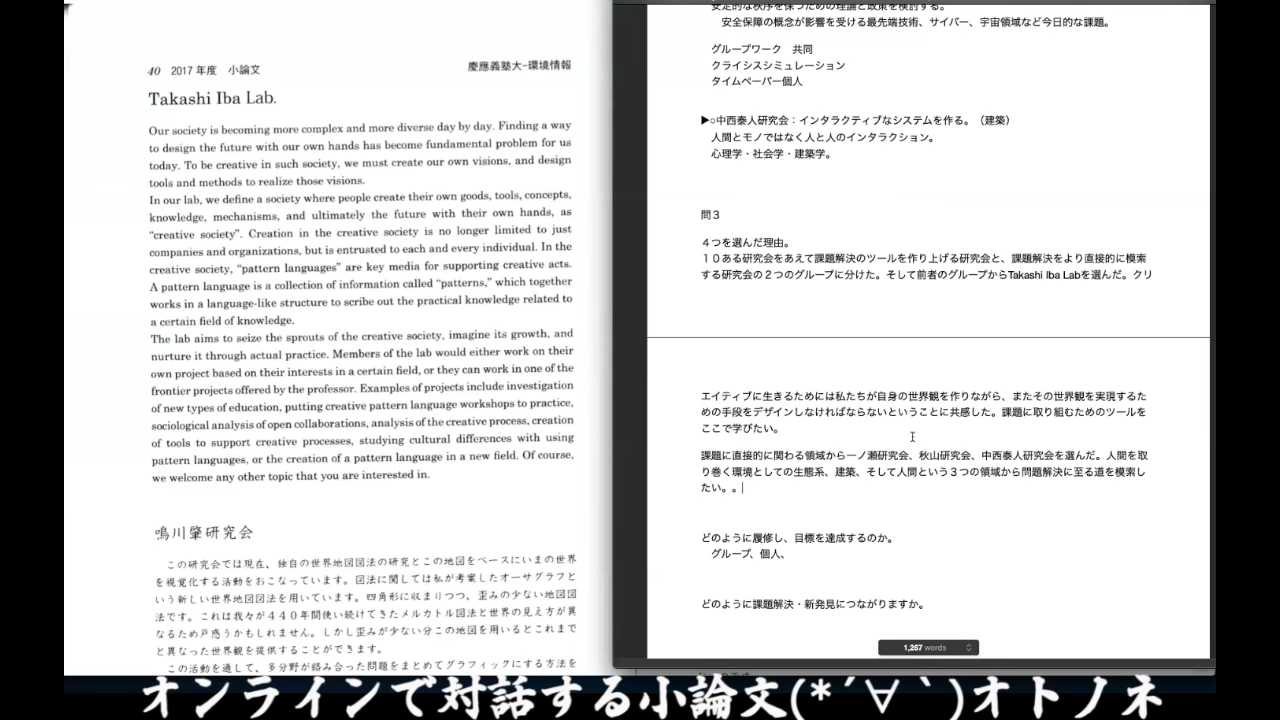 40 2017年度 小論文
慶應義塾大-環境情報
Takashi Iba Lab.
Our society is becoming more complex and more diverse day by day. Finding a way
to design the future with our own hands has become fundamental problem for us
today. To be creative in such society, we must create our own visions, and design
tools and methods to realize those visions.
In our lab, we define a society where people create their own goods, tools, concepts,
knowledge, mechanisms, and ultimately the future with their own hands, as
“creative society”. Creation in the creative society is no longer limited to just
companies and organizations, but is entrusted to each and every individual. In the
creative society, “pattern languages” are key media for supporting creative acts.
A pattern language is a collection of information called “patterns,” which together
works in a language-like structure to scribe out the practical knowledge related to
a certain field of knowledge.
The lab aims to seize the sprouts of the creative society, imagine its growth, and
nurture it through actual practice. Members of the lab would either work on their
own project based on their interests in a certain field, or they can work in one of the
frontier projects offered by the professor. Examples of projects include investigation
of new types of education, putting creative pattern language workshops to practice,
sociological analysis of open collaborations, analysis of the creative process, creation
of tools to support creative processes, studying cultural differences with using
pattern languages, or the creation of a pattern language in a new field. Of course,
we welcome any other topic that you are interested in.
鳴川肇研究会
この研究会では現在、独自の世界地図図法の研究とこの地図をベースにいまの世界
を視覚化する活動をおこなっています。図法に関しては私が考案したオーサグラフと
いう新しい世界地図図法を用いています。四角形に収まりつつ、歪みの少ない地図図
法です。これは我々が４４０年間使い続けてきたメルカトル図法と世界の見え方が異
なるため戸惑うかもしれません。しかし歪みが少ない分この地図を用いるとこれまで
と異なった世界観を提供することができます。
この活動を通して、多分野が絡み合った問題をまとめてグラフィックにする方法を
安定的な秩序を保つための理論と政策を検討する。
安全保障の概念が影響を受ける最先端技術、サイバー、宇宙領域など今日的な課題。
グループワーク　共同
クライシスシミュレーション
タイムペーパー個人
▶○中西泰人研究会：インタラクティブなシステムを作る。（建築）
人間とモノではなく人と人のインタラクション。
心理学・社会学・建築学。
問３
４つを選んだ理由。
１０ある研究会をあえて課題解決のツールを作り上げる研究会と、課題解決をより直接的に模索
する研究会の２つのグループに分けた。そして前者のグループからTakashi Iba Labを選んだ。クリ
エイティブに生きるためには私たちが自身の世界観を作りながら、またその世界観を実現するた
めの手段をデザインしなければならないということに共感した。課題に取り組むためのツールを
ここで学びたい。
課題に直接的に関わる領域から一ノ瀬研究会、秋山研究会、中西泰人研究会を選んだ。人間を取
り巻く環境としての生態系、建築、そして人間という３つの領域から問題解決に至る道を模索し
たい。。
どのように履修し、目標を達成するのか。
グループ、個人、
どのように課題解決・新発見につながりますか。
1,267 words
オンラインで対話する小論文(*´∀｀)オトノネ